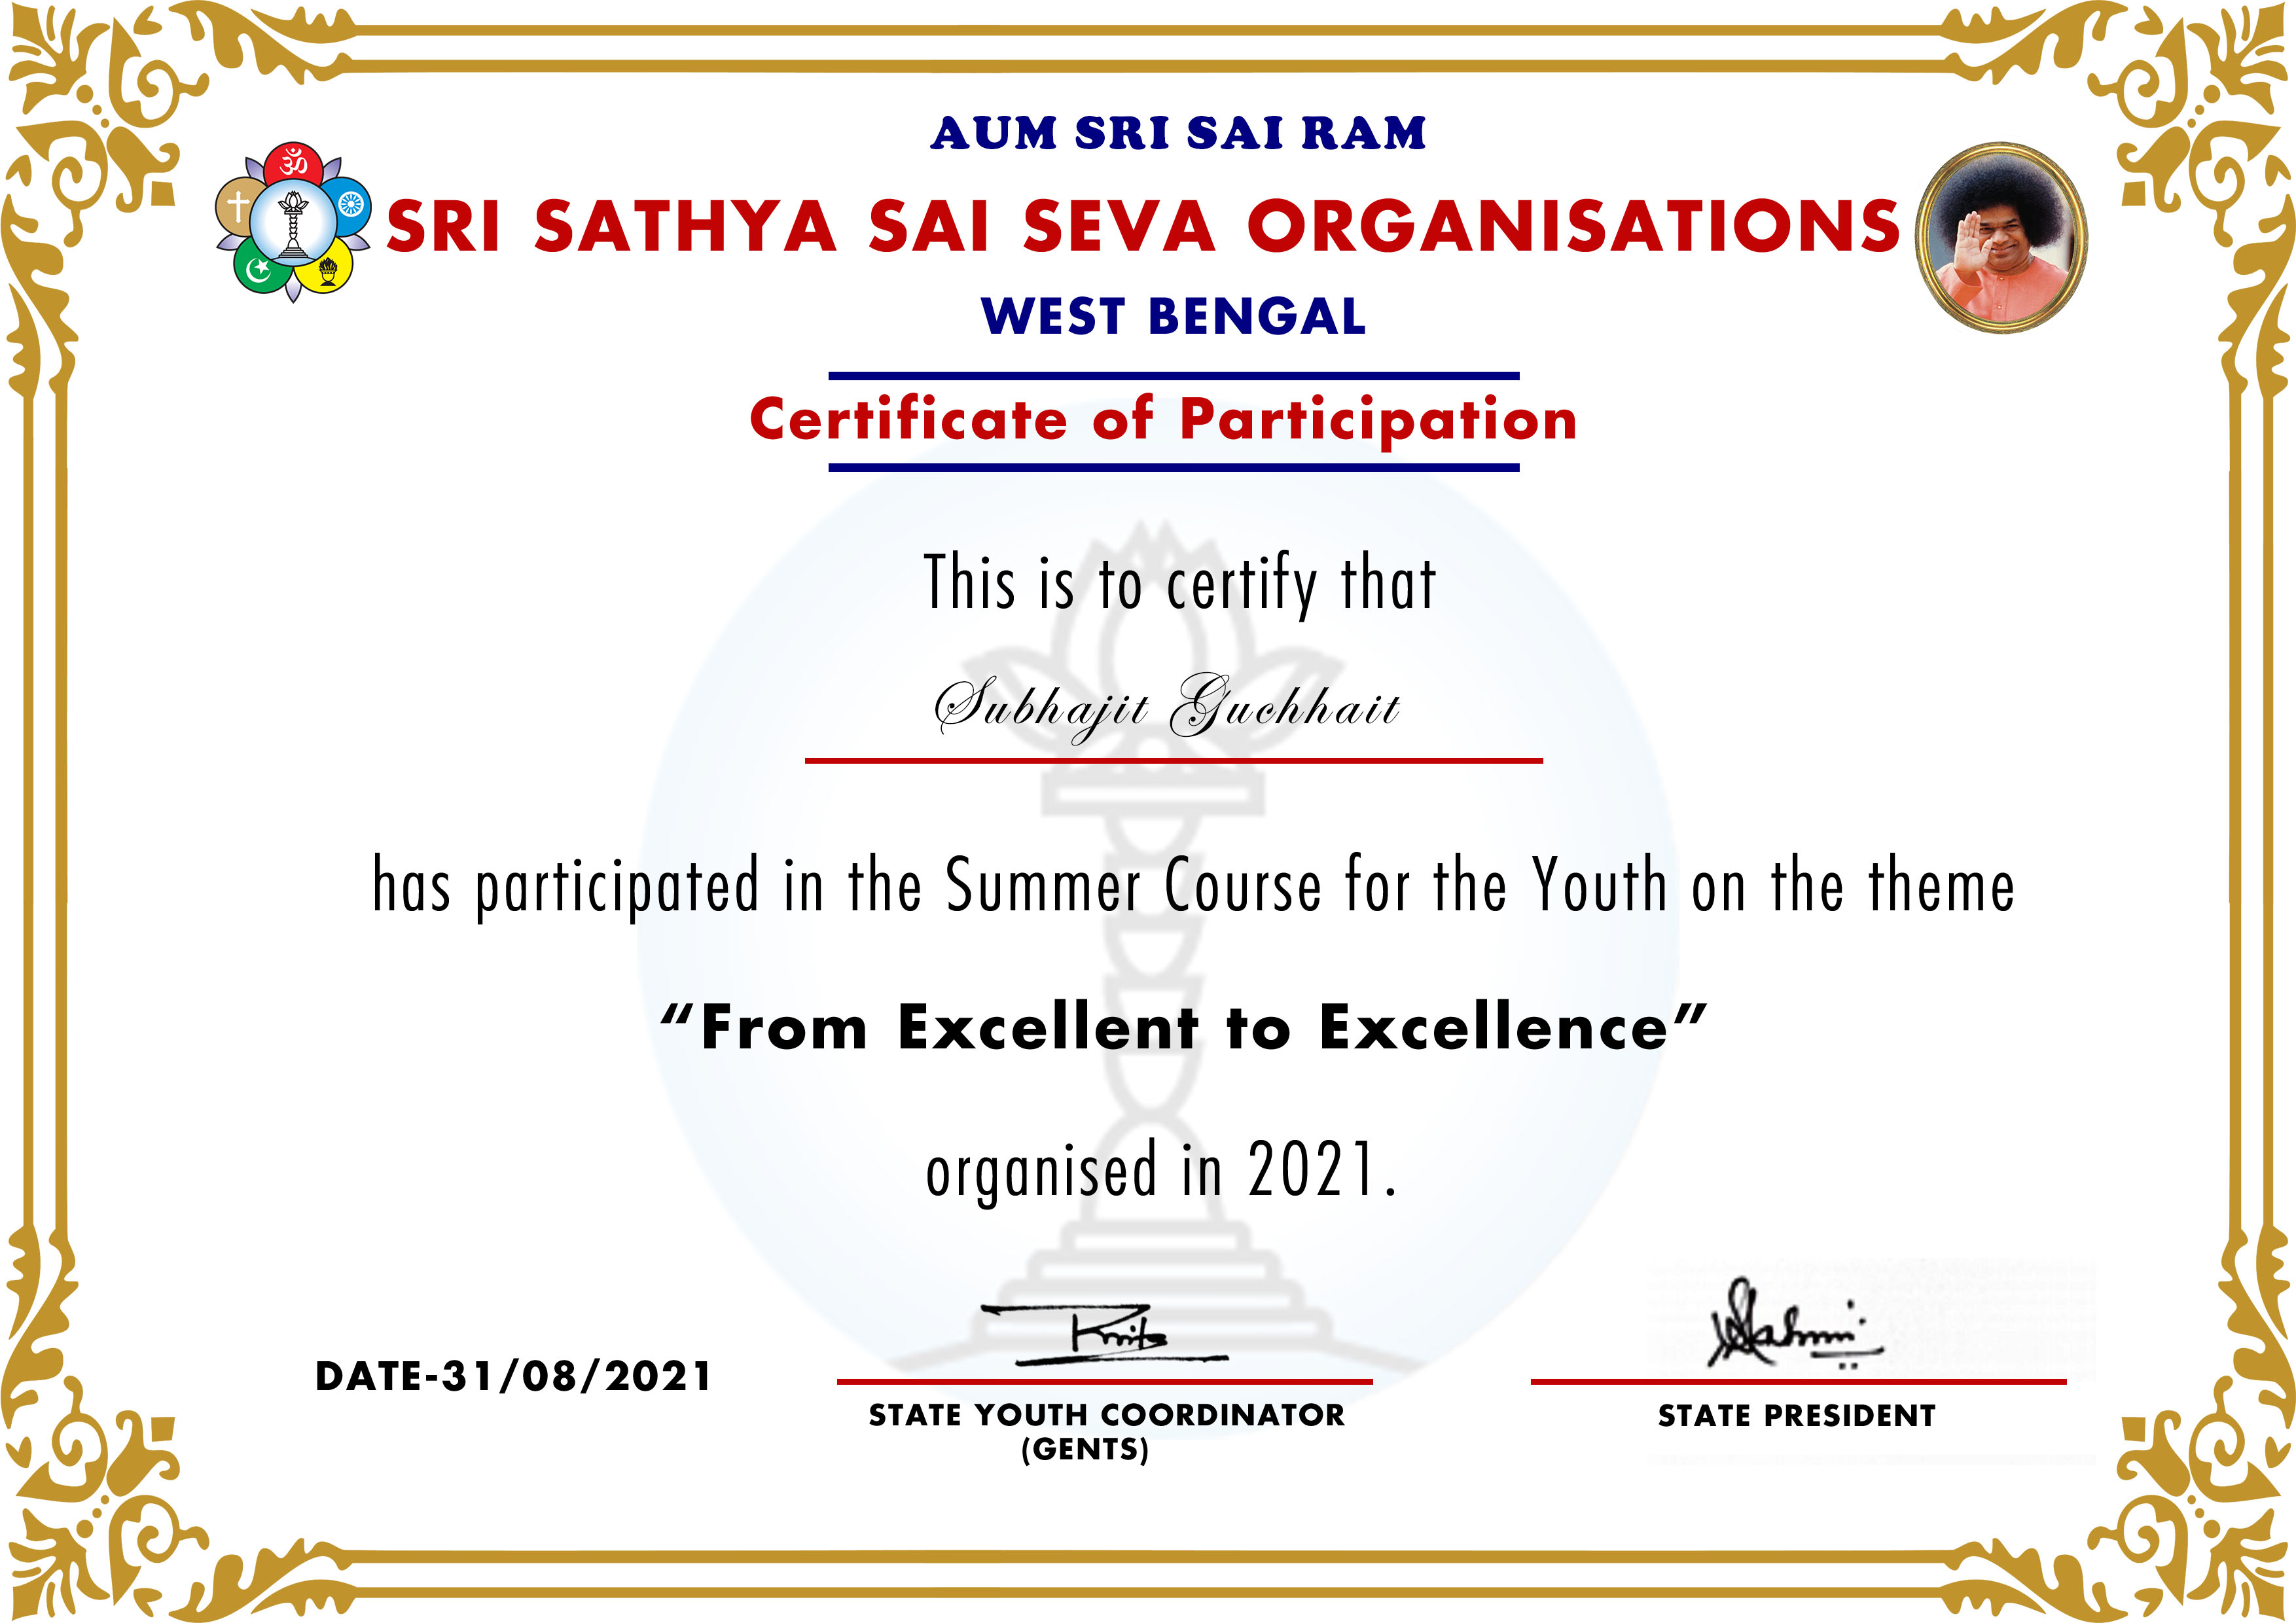 AUM SRI SAI RAM
SRI SATHYA SAI SEVA ORGANISATIONS
WEST BENGAL
Certificate of Participation
This is to certify that
Subhajit Guchhait
has participated in the Summer Course for the Youth on the theme
“From Excellent to Excellence”
organised in 2021.
DATE-31/08/2021
STATE YOUTH COORDINATOR
(GENTS)
STATE PRESIDENT